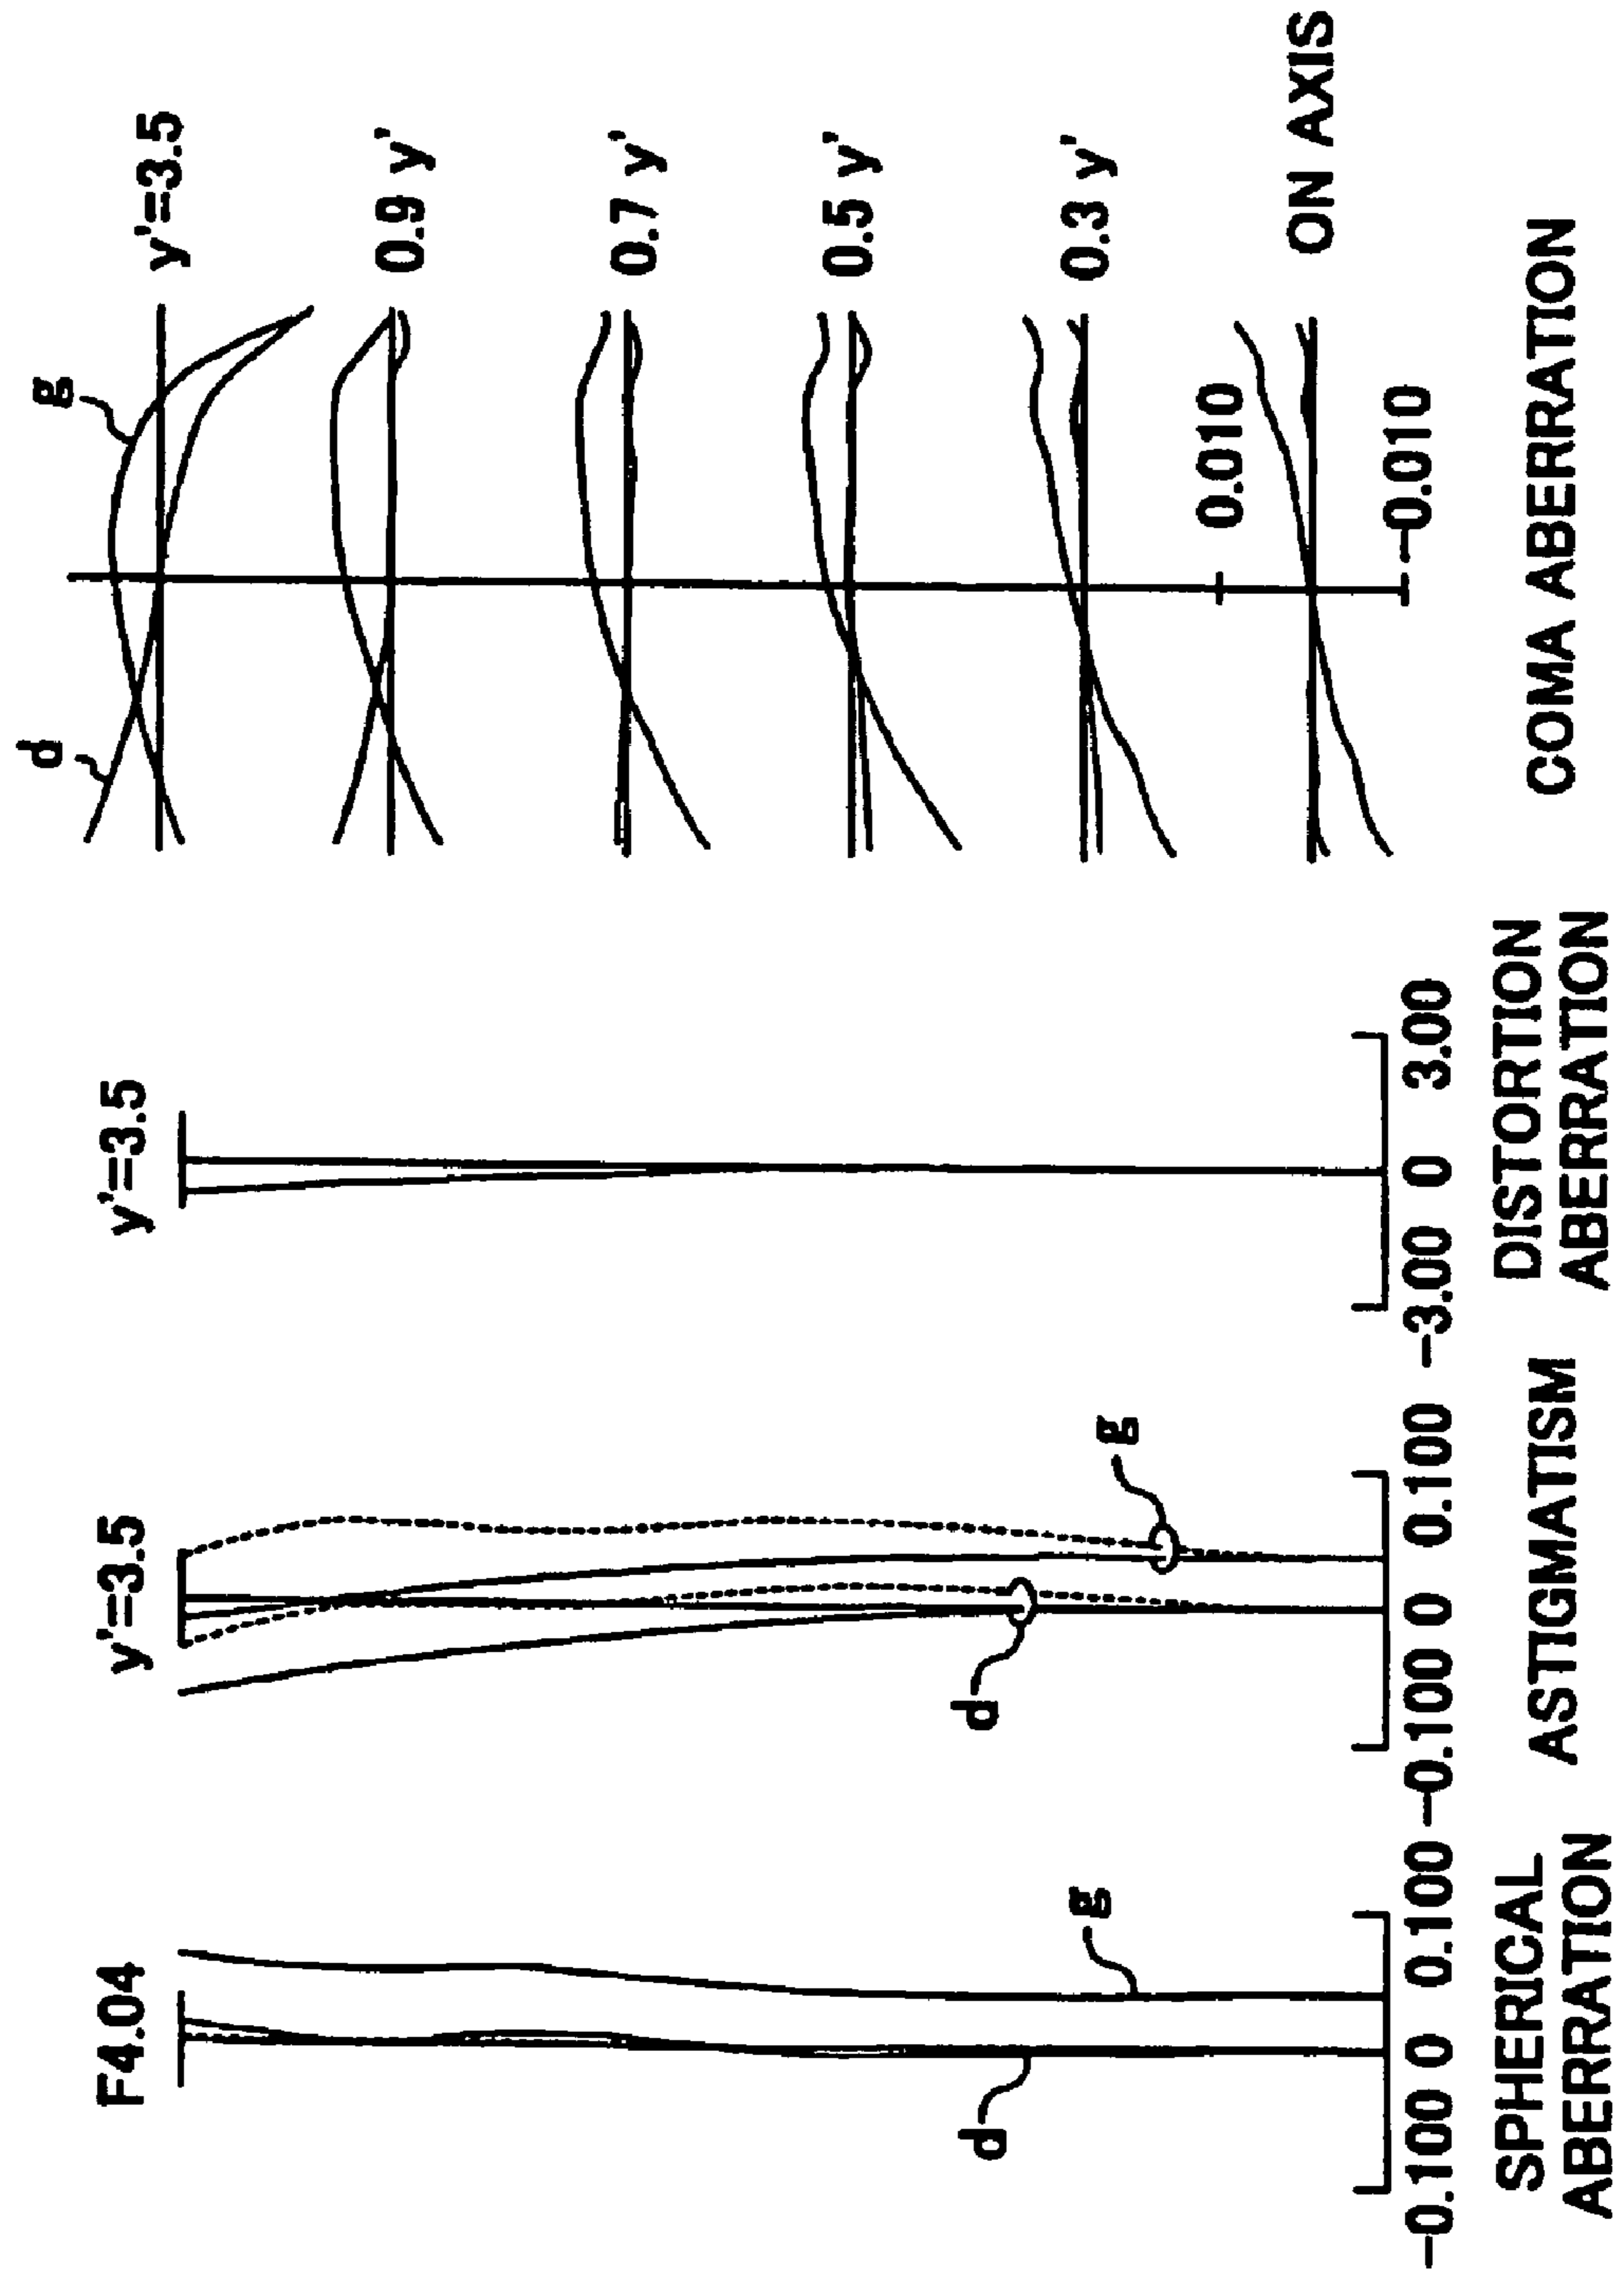 F4.04
g
d
−0.100 0 0.100
SPHERICAL
ABERRATION
y'=3.5
g
d
−0.100 0 0.100
ASTIGMATISM
y'=3.5
−3.00 0 3.00
DISTORTION
ABERRATION
g
d
y'=3.5
0.9 y'
0.7 y'
0.5 y'
0.3 y'
0.010
ON AXIS
−0.010
COMA ABERRATION